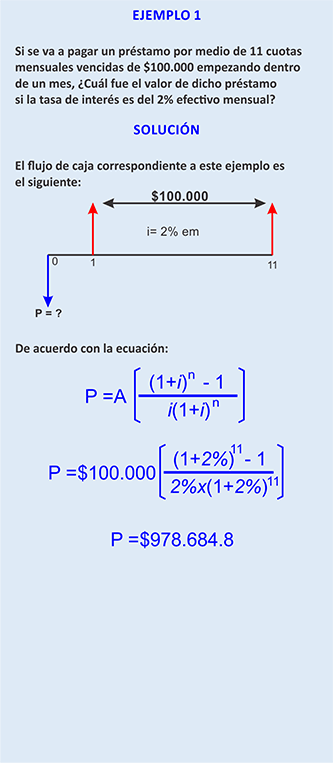 EJEMPLO 1
Si se va a pagar un préstamo por medio de 11 cuotas
mensuales vencidas de $100.000 empezando dentro
de un mes, ¿Cuál fue el valor de dicho préstamo
si la tasa de interés es del 2% efectivo mensual?
SOLUCIÓN
El flujo de caja correspondiente a este ejemplo es
el siguiente:
$100.000
i= 2% em
0 1 11
P = ?
De acuerdo con la ecuación:
P =A [ (1+i)^n - 1 / i(1+i)^n ]
P =$100.000 [ (1+2%)^11 - 1 / 2%x(1+2%)^11 ]
P =$978.684.8